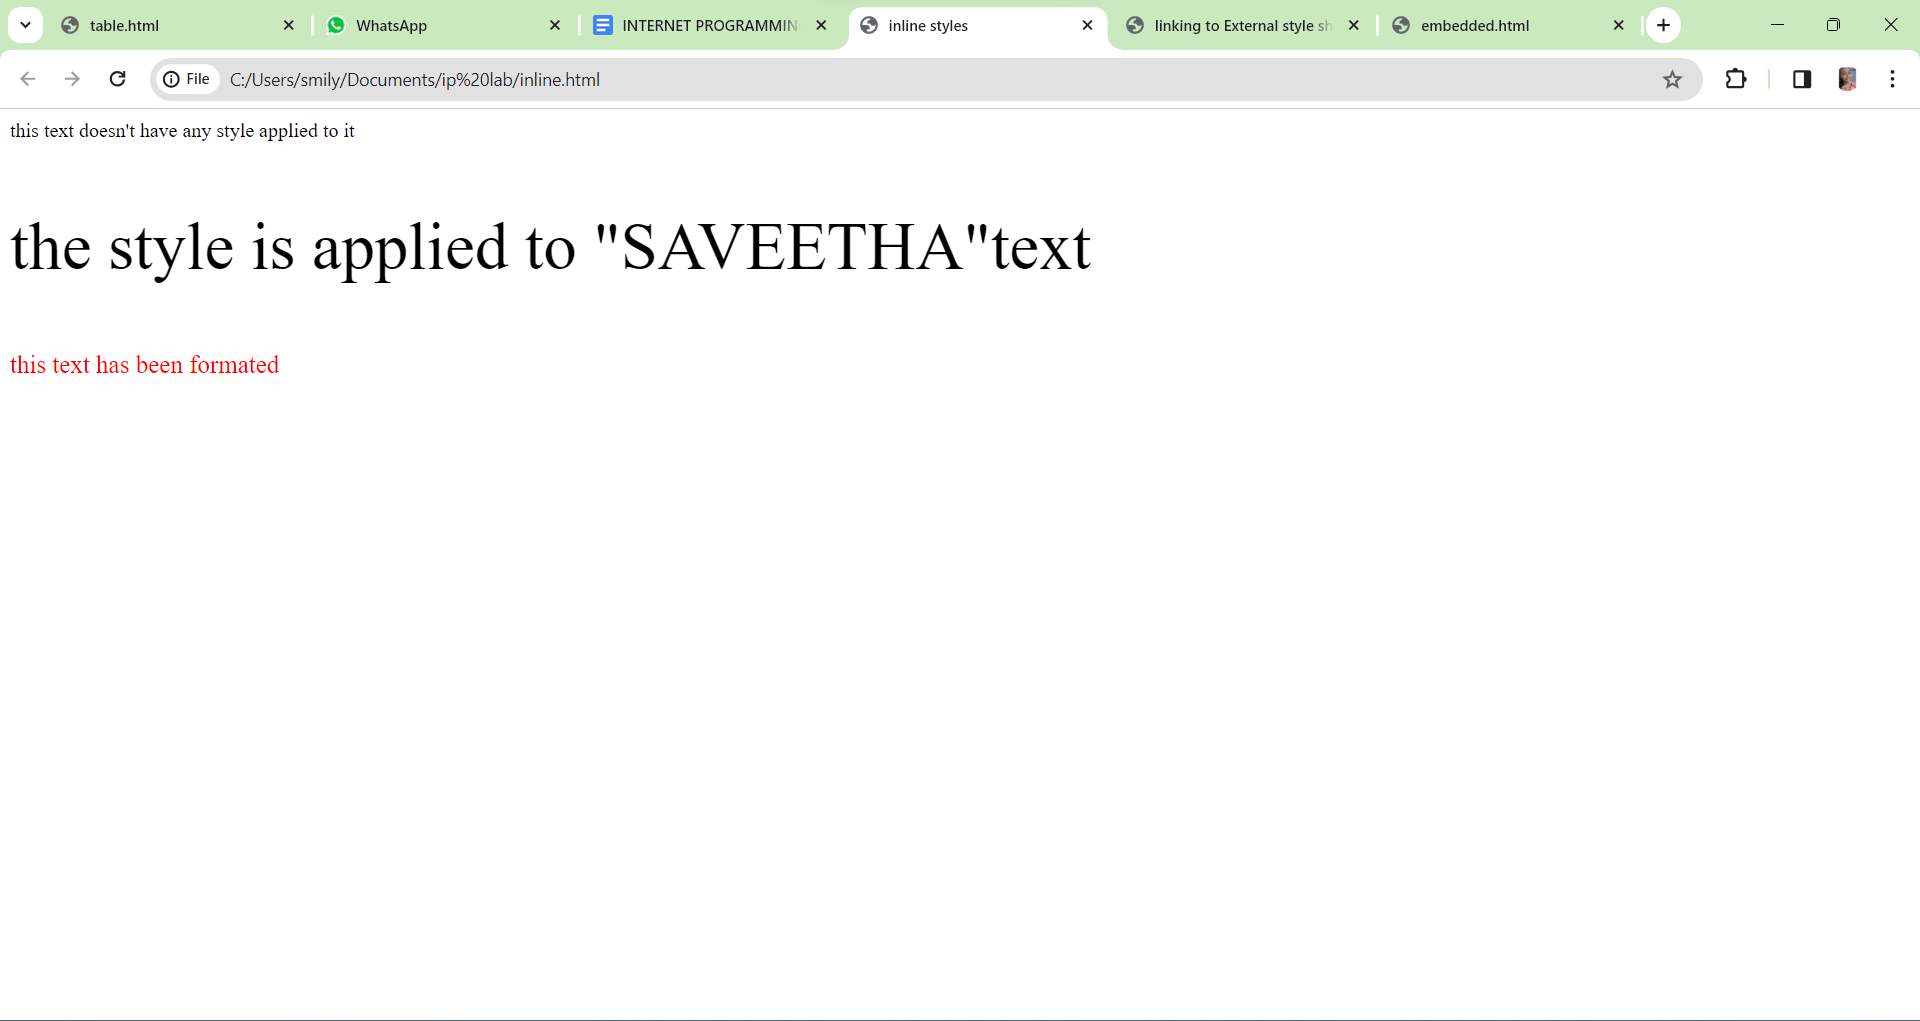 table.html
WhatsApp
INTERNET PROGRAMMIN
inline styles
linking to External style sh
embedded.html
File
C:/Users/smily/Documents/ip%20lab/inline.html
this text doesn't have any style applied to it
the style is applied to "SAVEETHA"text
this text has been formated